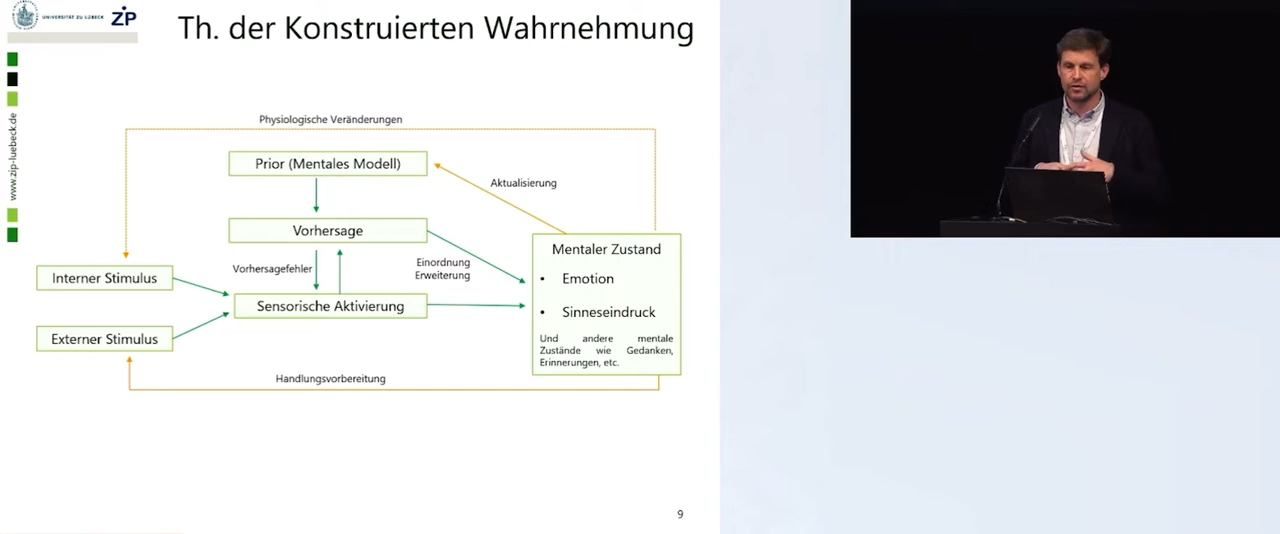 UNIVERSITÄT ZU LÜBECK
ZiP
Th. der Konstruierten Wahrnehmung
www.zip-luebeck.de
Physiologische Veränderungen
Prior (Mentales Modell)
Aktualisierung
Vorhersage
Mentaler Zustand
Einordnung
Erweiterung
Vorhersagefehler
Interner Stimulus
• Emotion
Sensorische Aktivierung
• Sinneseindruck
Externer Stimulus
Und andere mentale
Zustände wie Gedanken,
Erinnerungen, etc.
Handlungsvorbereitung
9